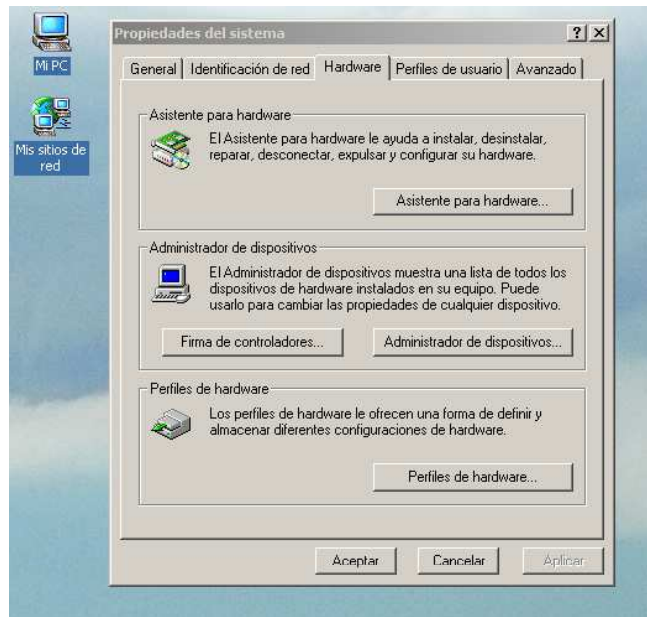 Mi PC
Mis sitios de
red
Propiedades del sistema
General
Identificación de red
Hardware
Perfiles de usuario
Avanzado
Asistente para hardware
El Asistente para hardware le ayuda a instalar, desinstalar,
reparar, desconectar, expulsar y configurar su hardware.
Asistente para hardware...
Administrador de dispositivos
El Administrador de dispositivos muestra una lista de todos los
dispositivos de hardware instalados en su equipo. Puede
usarlo para cambiar las propiedades de cualquier dispositivo.
Firma de controladores...
Administrador de dispositivos...
Perfiles de hardware
Los perfiles de hardware le ofrecen una forma de definir y
almacenar diferentes configuraciones de hardware.
Perfiles de hardware...
Aceptar
Cancelar
Aplicar